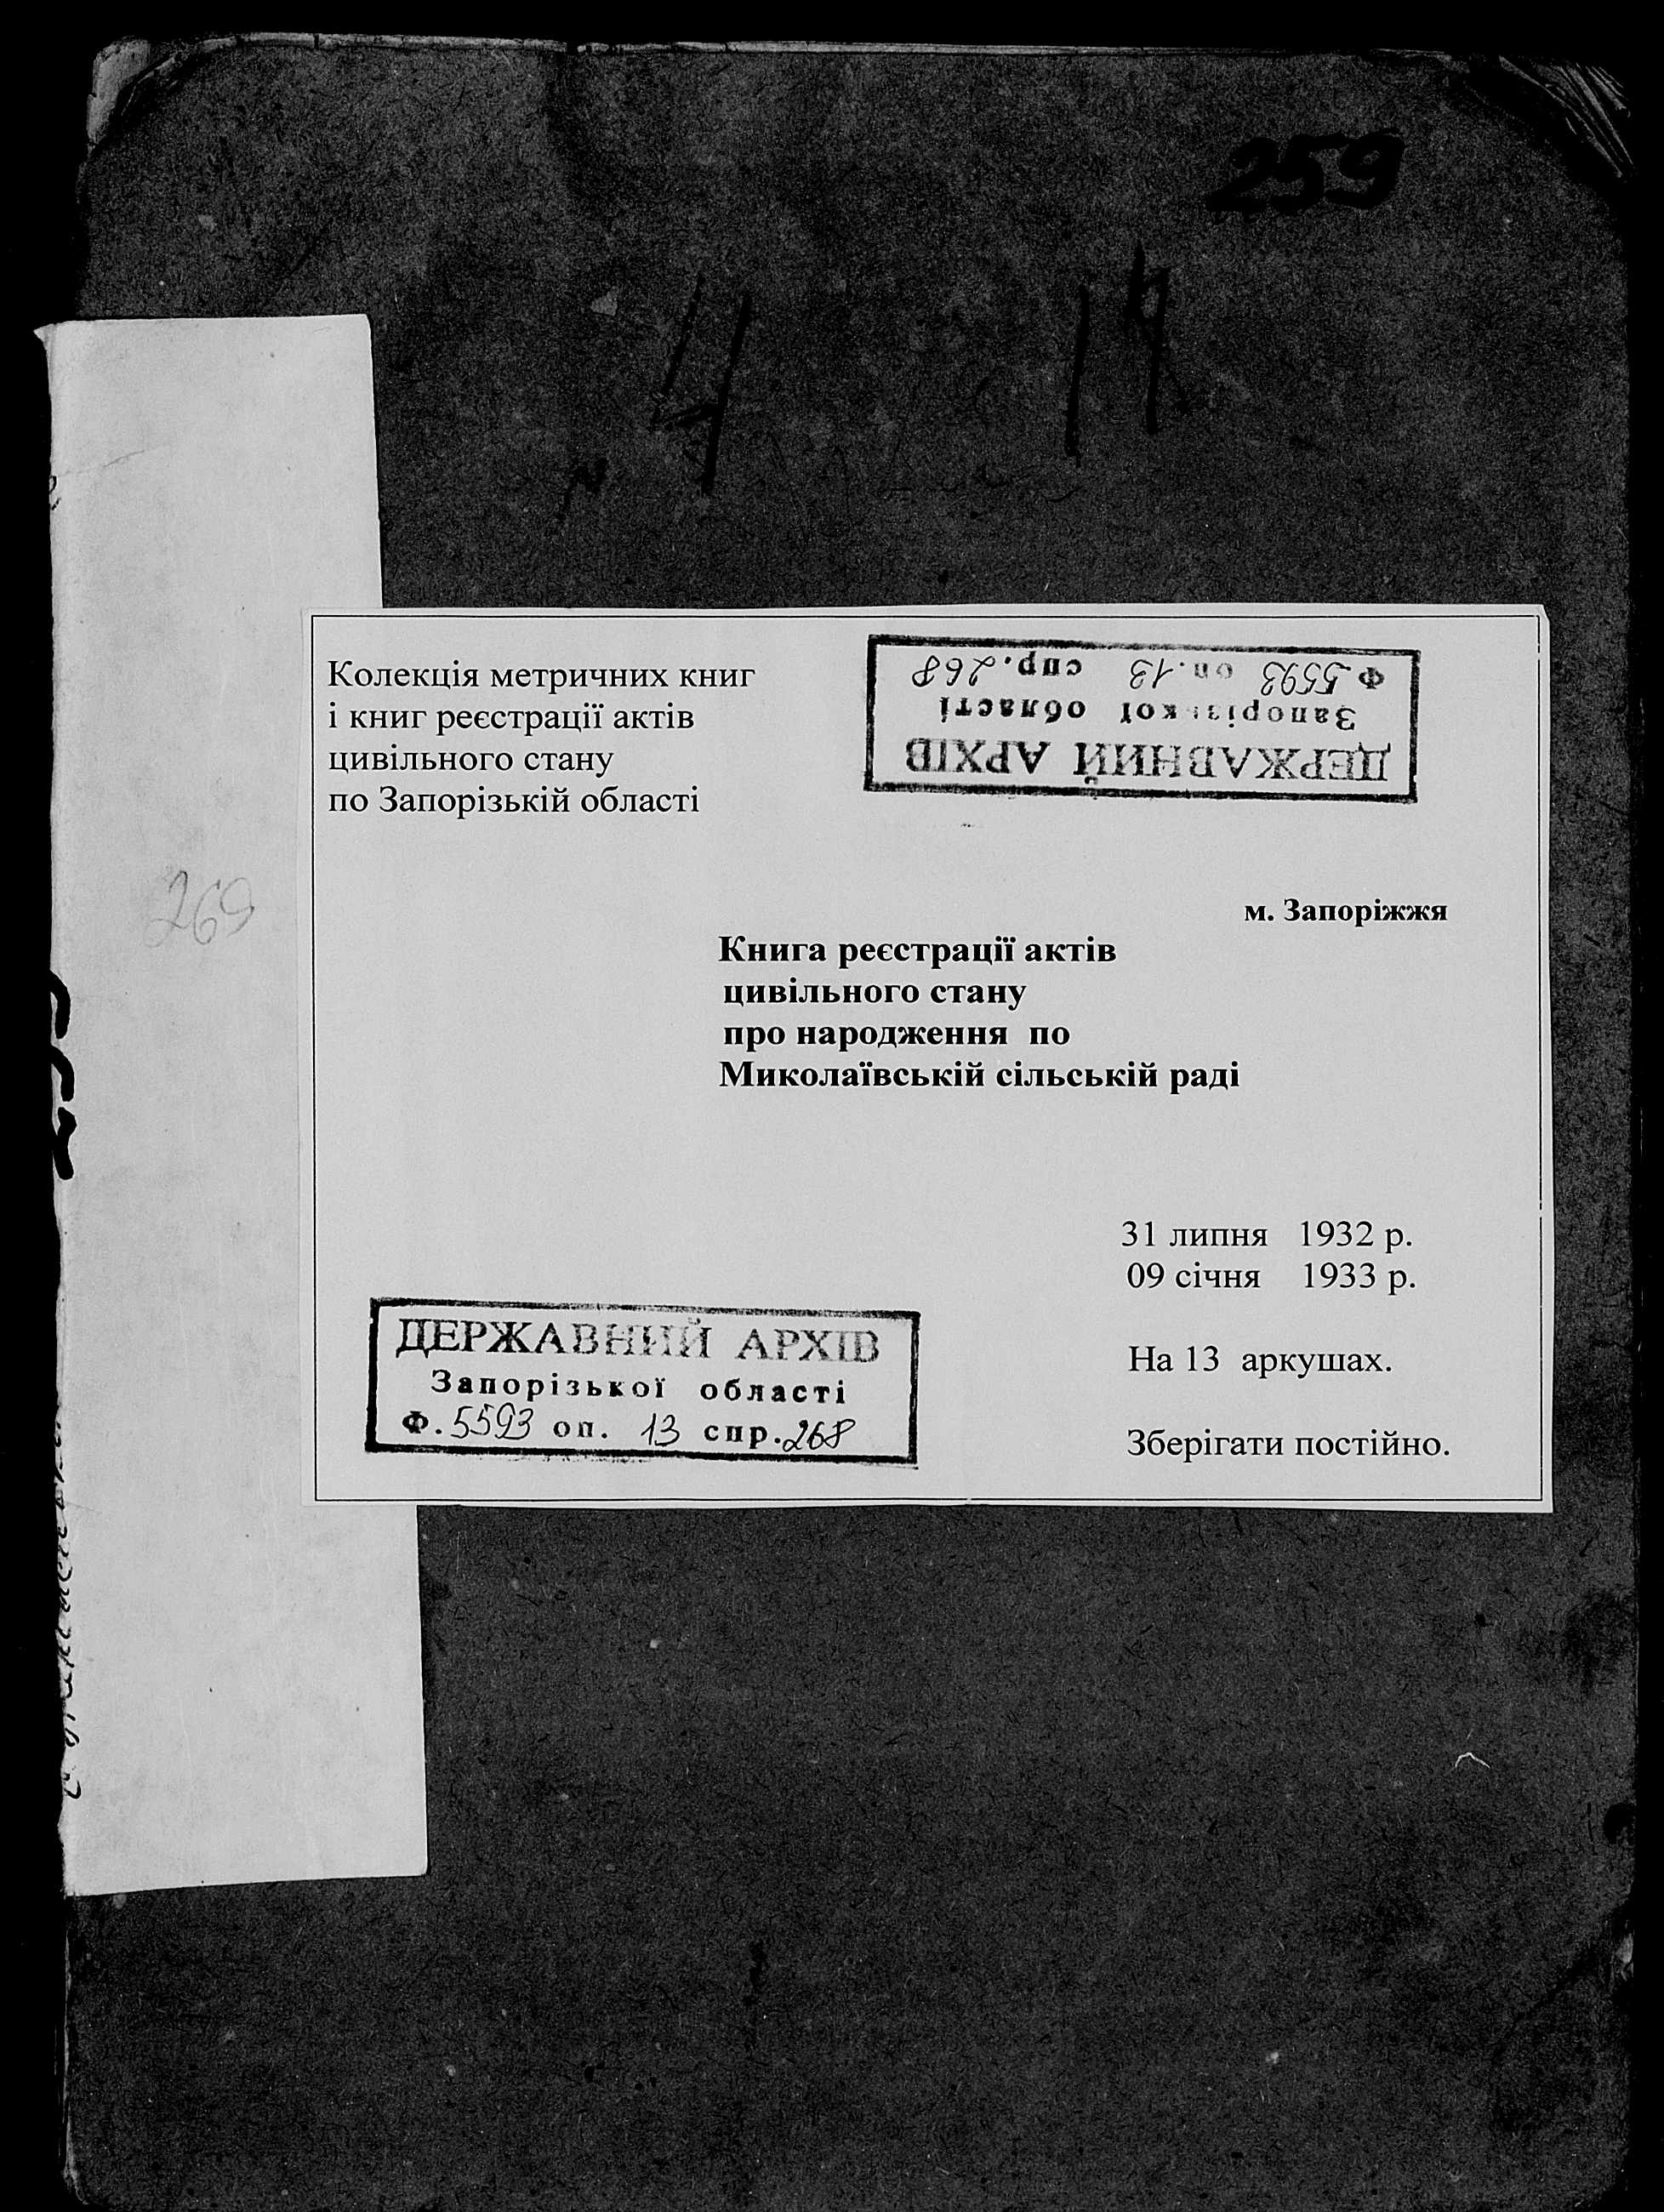 259
Колекція метричних книг
і книг реєстрації актів
цивільного стану
по Запорізькій області
ДЕРЖАВНИЙ АРХІВ
Запорізької області
Ф. 5593 оп. 13 спр. 268
269
м. Запоріжжя
Книга реєстрації актів
цивільного стану
про народження по
Миколаївській сільській раді
31 липня 1932 р.
09 січня 1933 р.
На 13 аркушах.
Зберігати постійно.
ДЕРЖАВНИЙ АРХІВ
Запорізької області
Ф. 5593 оп. 13 спр. 268